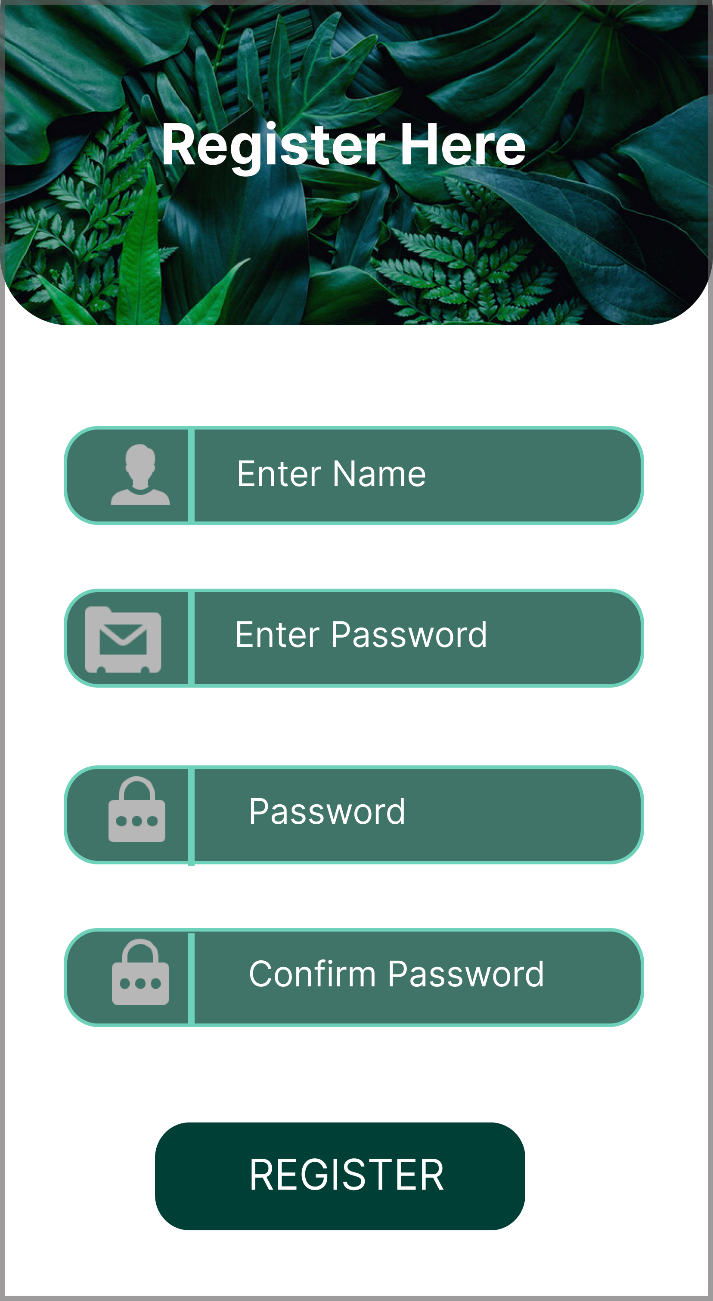 Register Here
Enter Name
Enter Password
Password
Confirm Password
REGISTER